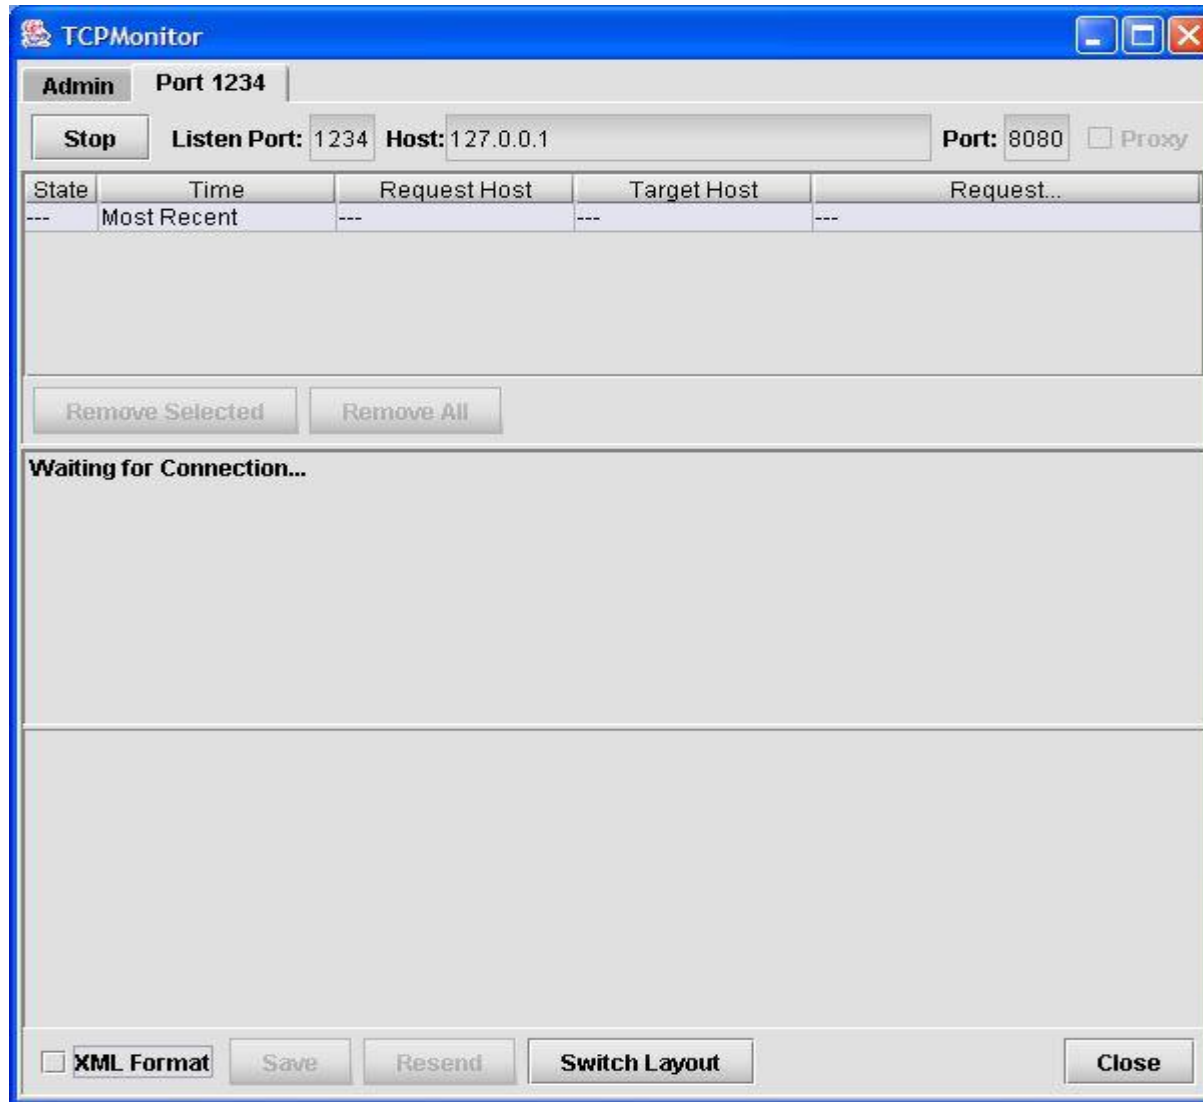 TCPMonitor
Admin Port 1234
Stop Listen Port: 1234 Host: 127.0.0.1 Port: 8080 Proxy
State Time Request Host Target Host Request...
--- Most Recent --- --- ---
Remove Selected Remove All
Waiting for Connection...
XML Format Save Resend Switch Layout Close